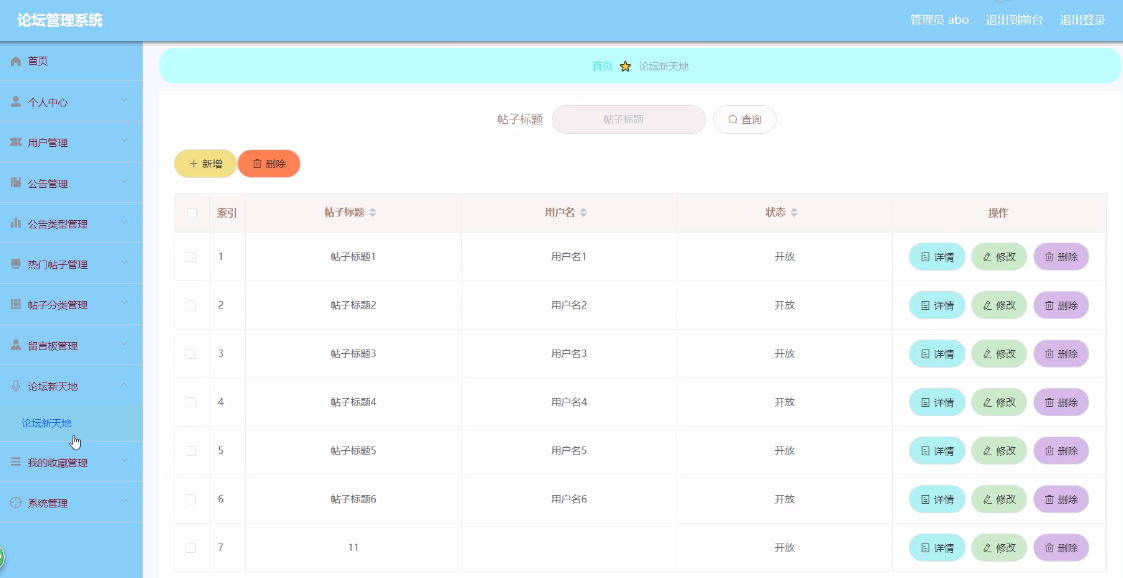 论坛管理系统
管理员 abo 退出到前台 退出登录
首页
个人中心
用户管理
公告管理
公告类型管理
热门帖子管理
帖子分类管理
留言板管理
论坛新天地
论坛新天地
我的收藏管理
系统管理
首页 论坛新天地
帖子标题 帖子标题 查询
新增 删除
索引 帖子标题 用户名 状态 操作
1 帖子标题1 用户名1 开放 详情 修改 删除
2 帖子标题2 用户名2 开放 详情 修改 删除
3 帖子标题3 用户名3 开放 详情 修改 删除
4 帖子标题4 用户名4 开放 详情 修改 删除
5 帖子标题5 用户名5 开放 详情 修改 删除
6 帖子标题6 用户名6 开放 详情 修改 删除
7 11 开放 详情 修改 删除